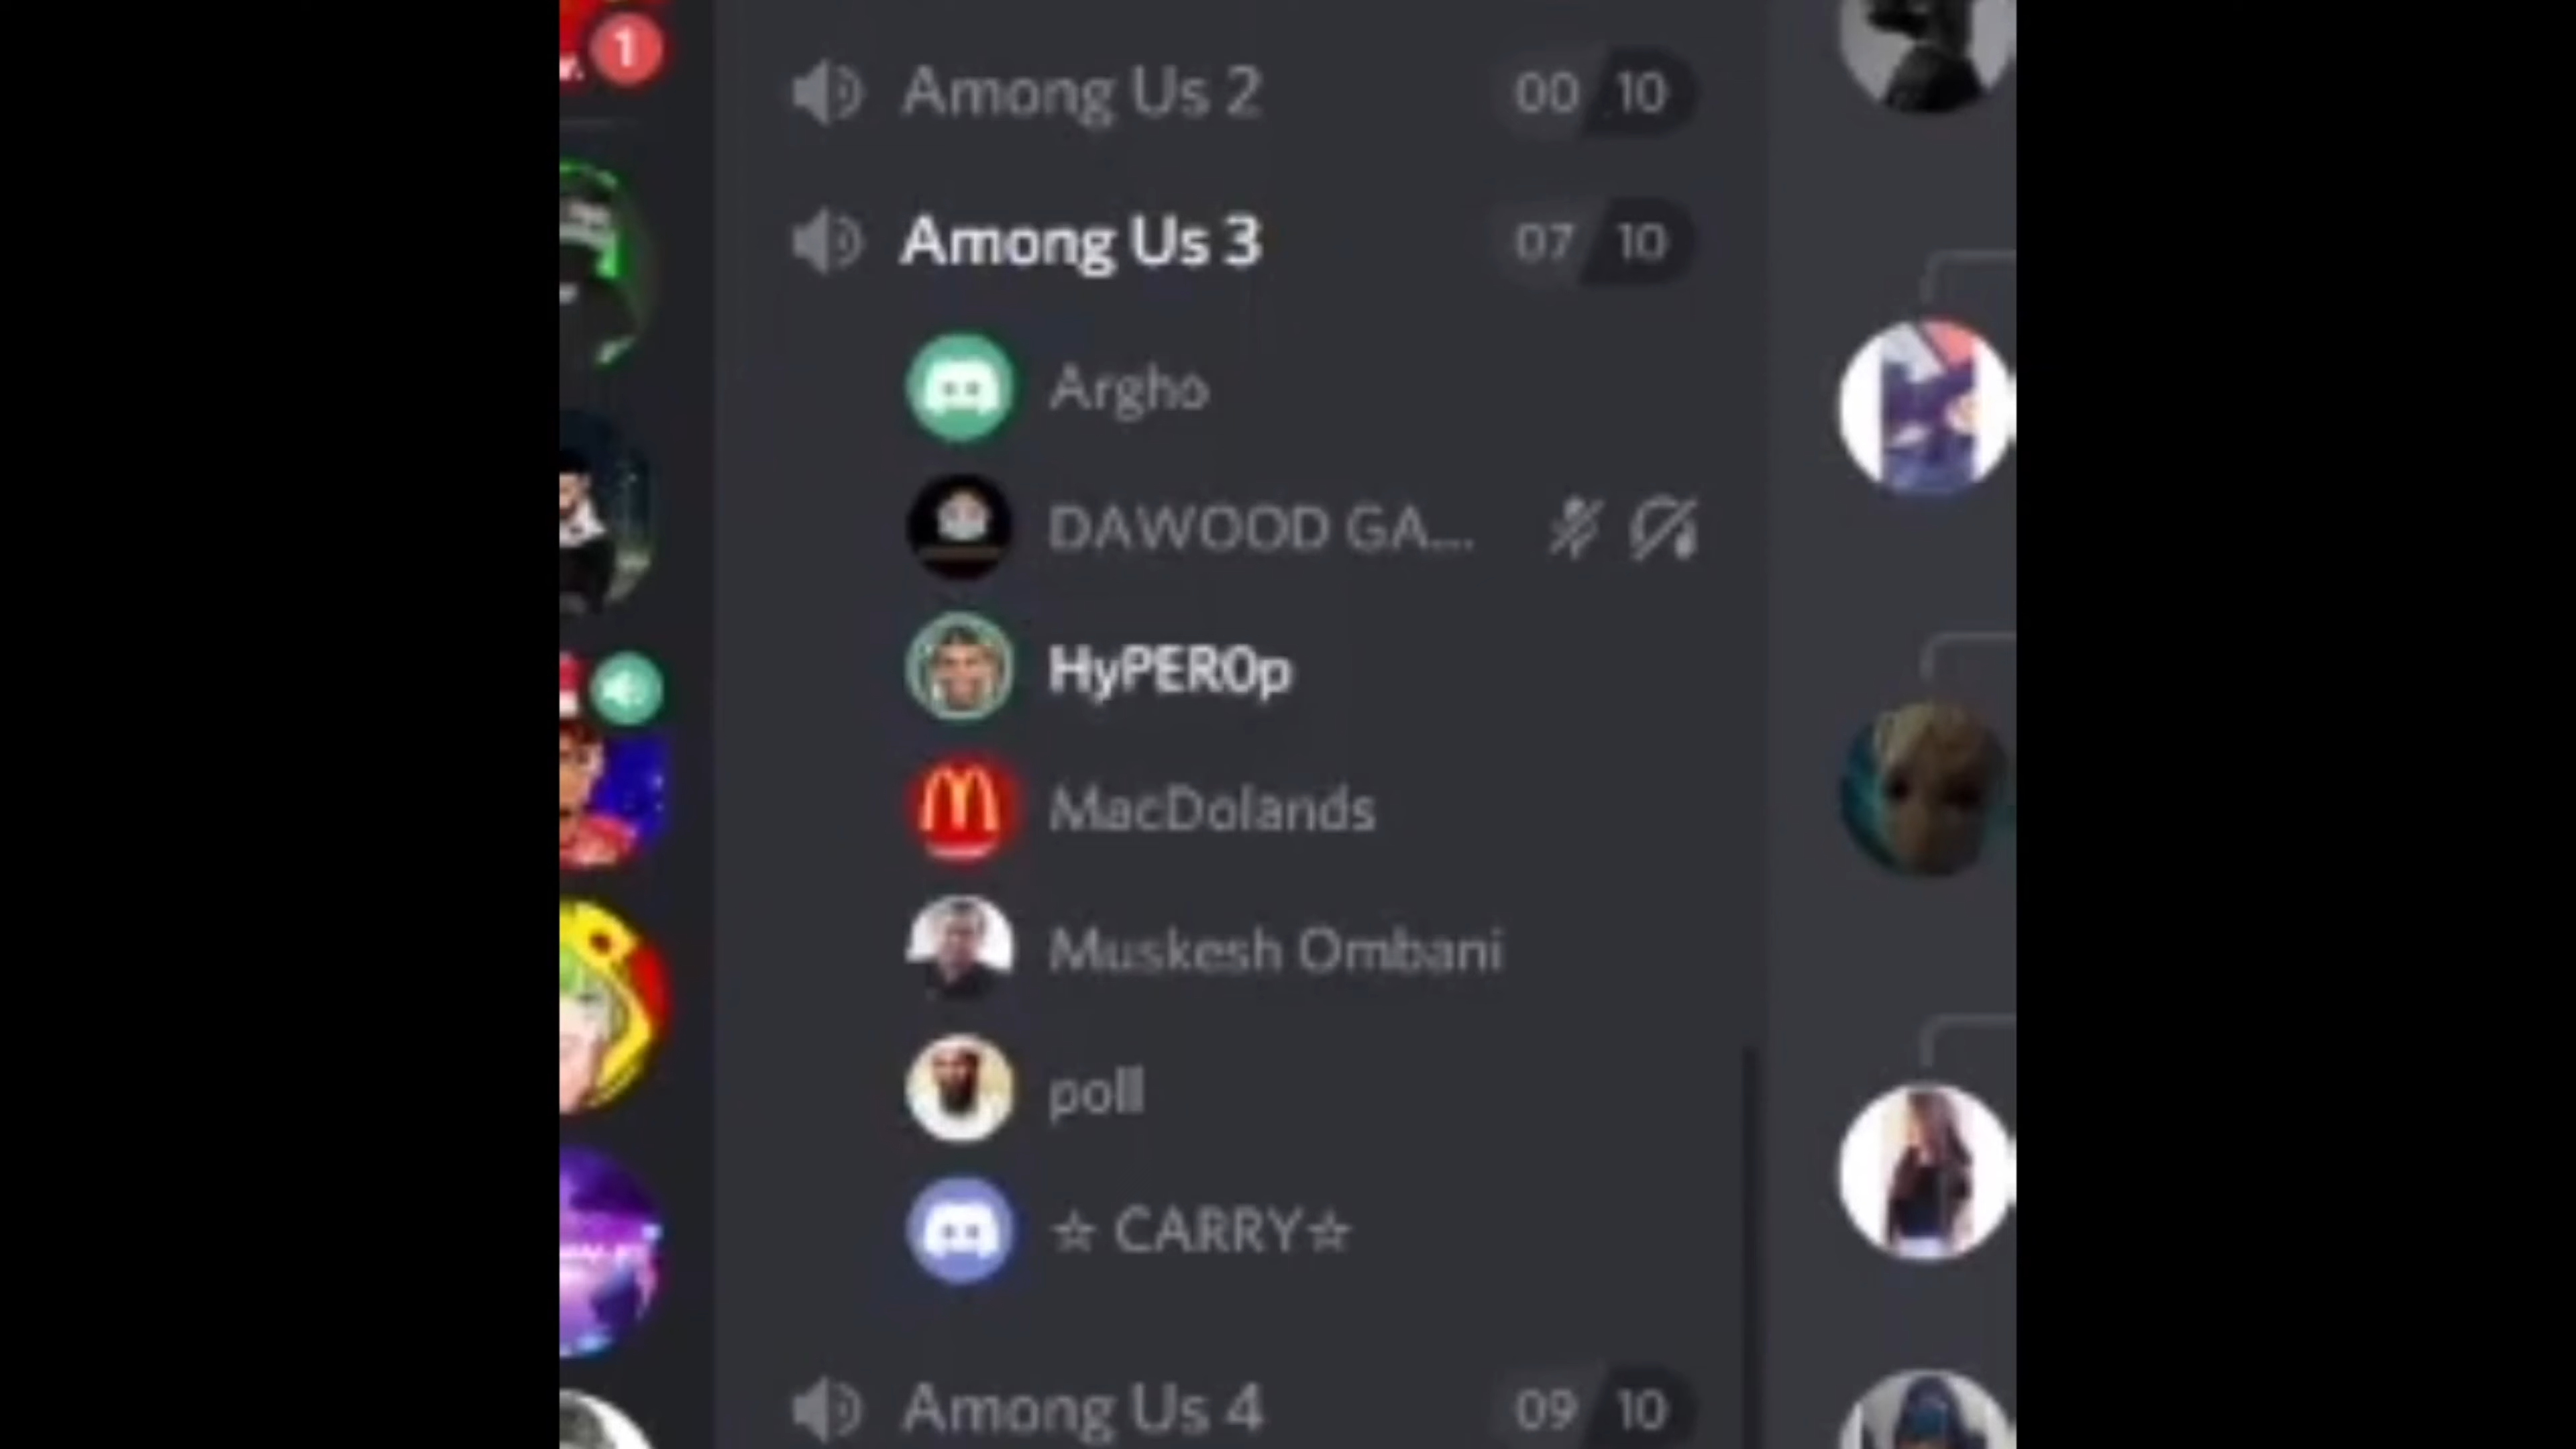 1
Among Us 2 00 10
Among Us 3 07 10
Argho
DAWOOD GA...
HyPER0p
MacDolands
Muskesh Ombani
poll
☆ CARRY☆
Among Us 4 09 10